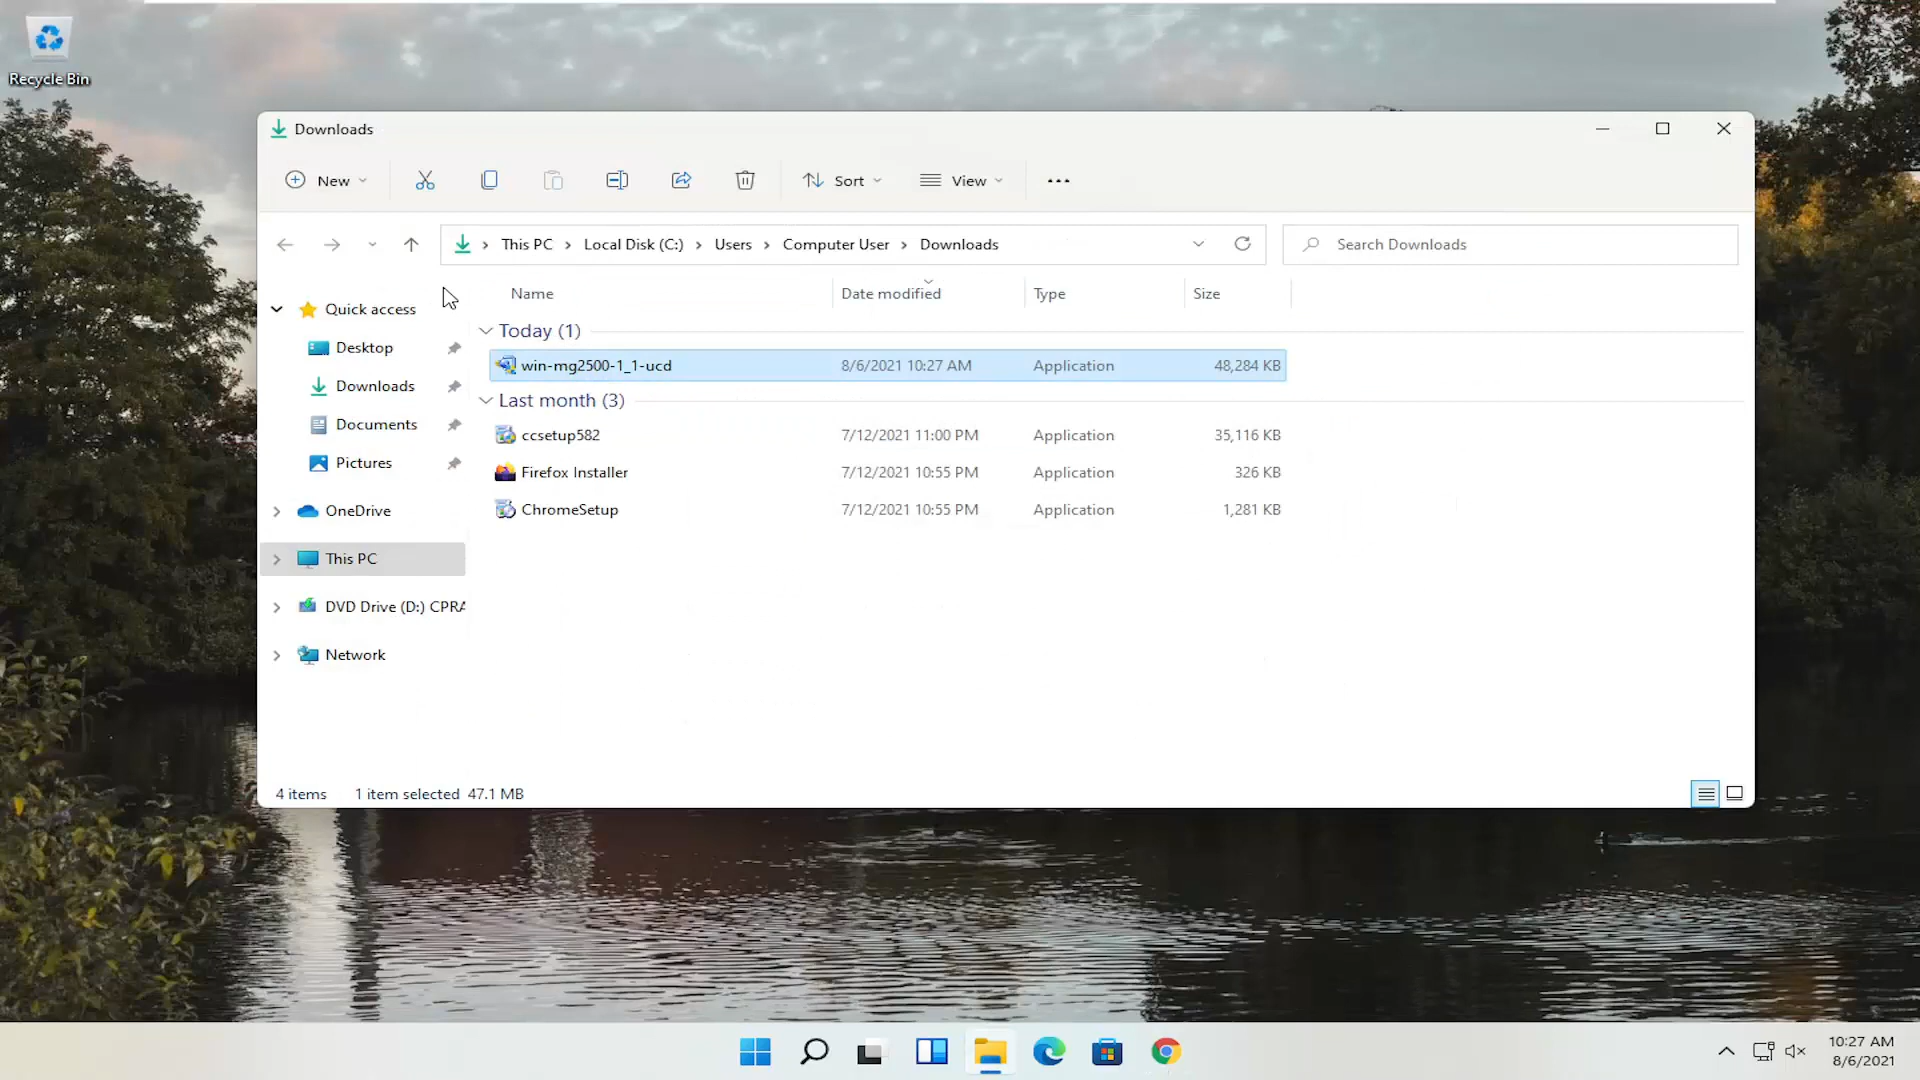 Recycle Bin
Downloads
New
Sort
View
This PC > Local Disk (C:) > Users > Computer User > Downloads
Search Downloads
Name Date modified Type Size
Quick access
Desktop
Downloads
Documents
Pictures
OneDrive
This PC
DVD Drive (D:) CPRA
Network
Today (1)
win-mg2500-1_1-ucd 8/6/2021 10:27 AM Application 48,284 KB
Last month (3)
ccsetup582 7/12/2021 11:00 PM Application 35,116 KB
Firefox Installer 7/12/2021 10:55 PM Application 326 KB
ChromeSetup 7/12/2021 10:55 PM Application 1,281 KB
4 items 1 item selected 47.1 MB
10:27 AM
8/6/2021